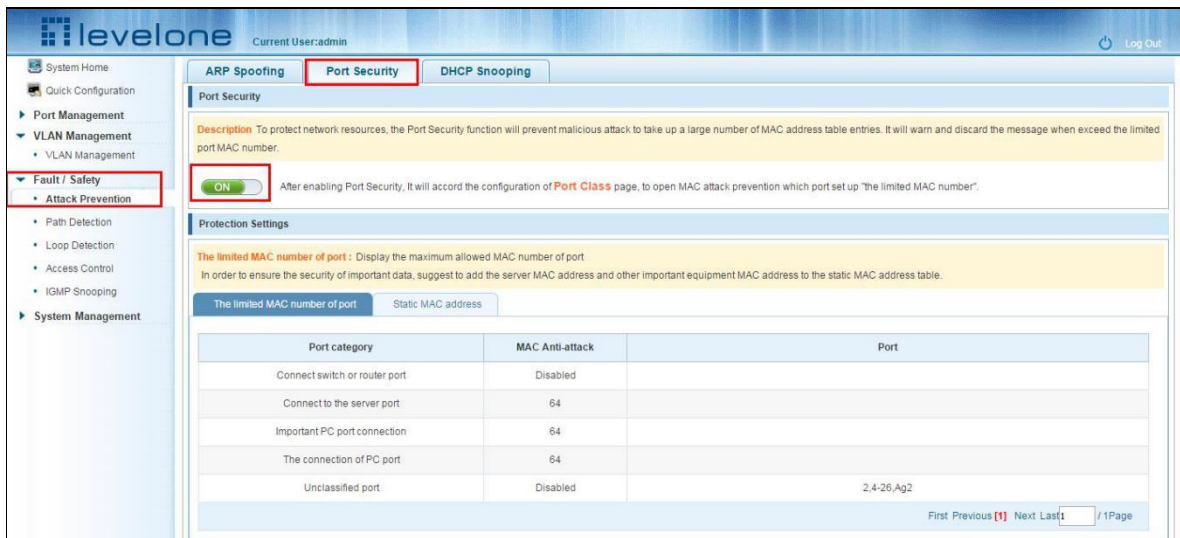 levelone Current User:admin Log Out
System Home
Quick Configuration
Port Management
VLAN Management
• VLAN Management
Fault / Safety
• Attack Prevention
• Path Detection
• Loop Detection
• Access Control
• IGMP Snooping
System Management
ARP Spoofing Port Security DHCP Snooping
Port Security
Description To protect network resources, the Port Security function will prevent malicious attack to take up a large number of MAC address table entries. It will warn and discard the message when exceed the limited
port MAC number.
ON After enabling Port Security, It will accord the configuration of Port Class page, to open MAC attack prevention which port set up "the limited MAC number".
Protection Settings
The limited MAC number of port : Display the maximum allowed MAC number of port
In order to ensure the security of important data, suggest to add the server MAC address and other important equipment MAC address to the static MAC address table.
The limited MAC number of port Static MAC address
Port category MAC Anti-attack Port
Connect switch or router port Disabled
Connect to the server port 64
Important PC port connection 64
The connection of PC port 64
Unclassified port Disabled 2,4-26,Ag2
First Previous [1] Next Last 1 / 1Page